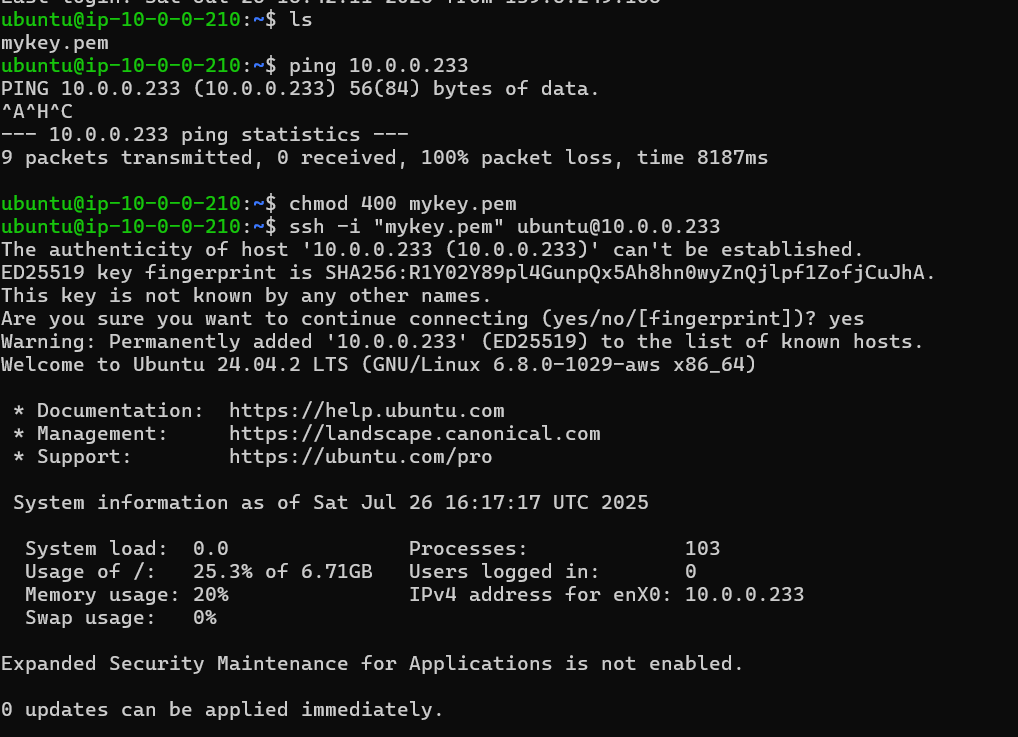 ubuntu@ip-10-0-0-210:~$ ls
mykey.pem
ubuntu@ip-10-0-0-210:~$ ping 10.0.0.233
PING 10.0.0.233 (10.0.0.233) 56(84) bytes of data.
^A^H^C
--- 10.0.0.233 ping statistics ---
9 packets transmitted, 0 received, 100% packet loss, time 8187ms
ubuntu@ip-10-0-0-210:~$ chmod 400 mykey.pem
ubuntu@ip-10-0-0-210:~$ ssh -i "mykey.pem" ubuntu@10.0.0.233
The authenticity of host '10.0.0.233 (10.0.0.233)' can't be established.
ED25519 key fingerprint is SHA256:R1Y02Y89pl4GunpQx5Ah8hn0wyZnQjlpf1ZofjCuJhA.
This key is not known by any other names.
Are you sure you want to continue connecting (yes/no/[fingerprint])? yes
Warning: Permanently added '10.0.0.233' (ED25519) to the list of known hosts.
Welcome to Ubuntu 24.04.2 LTS (GNU/Linux 6.8.0-1029-aws x86_64)
* Documentation: https://help.ubuntu.com
* Management: https://landscape.canonical.com
* Support: https://ubuntu.com/pro
System information as of Sat Jul 26 16:17:17 UTC 2025
System load: 0.0 Processes: 103
Usage of /: 25.3% of 6.71GB Users logged in: 0
Memory usage: 20% IPv4 address for enX0: 10.0.0.233
Swap usage: 0%
Expanded Security Maintenance for Applications is not enabled.
0 updates can be applied immediately.